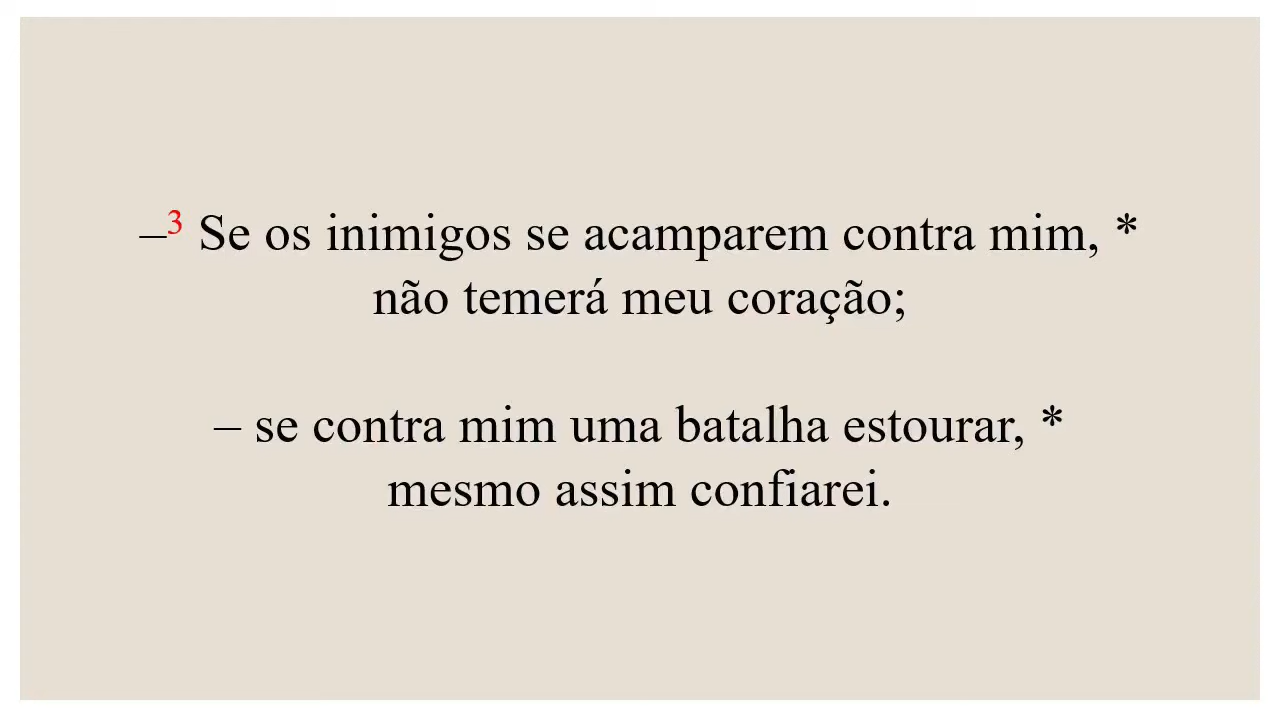 –3 Se os inimigos se acamparem contra mim, *
não temerá meu coração;
– se contra mim uma batalha estourar, *
mesmo assim confiarei.